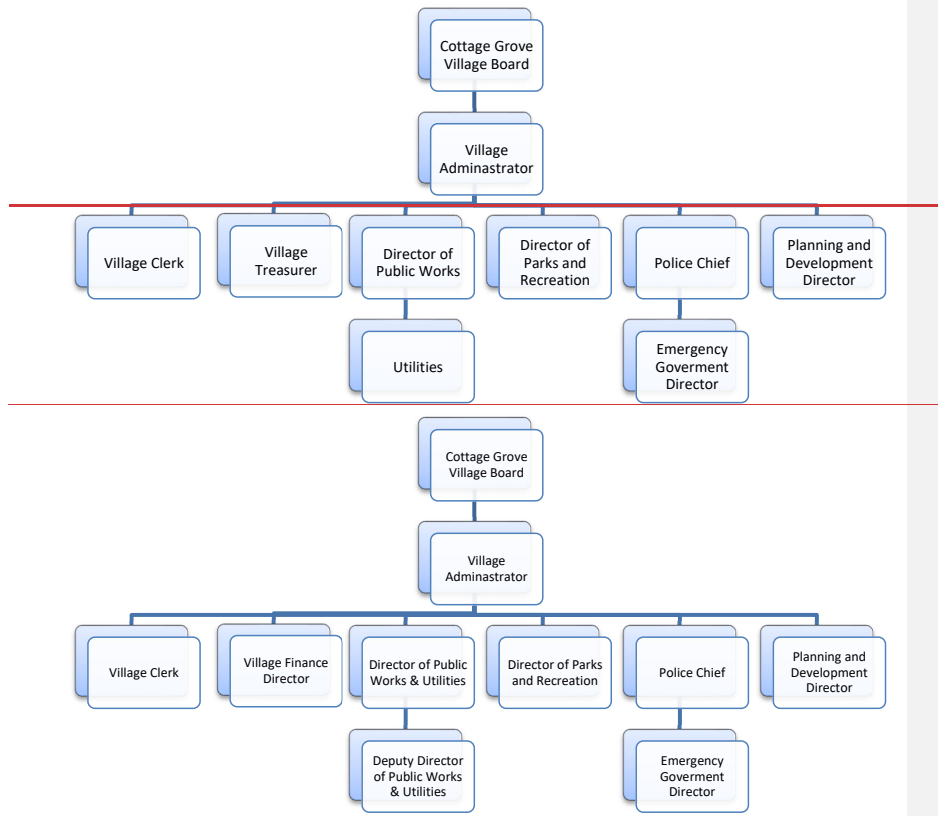 Cottage Grove
Village Board
Village
Adminastrator
Village Clerk
Village
Treasurer
Director of
Public Works
Director of
Parks and
Recreation
Police Chief
Planning and
Development
Director
Utilities
Emergency
Goverment
Director
Cottage Grove
Village Board
Village
Adminastrator
Village Clerk
Village Finance
Director
Director of Public
Works & Utilities
Director of Parks
and Recreation
Police Chief
Planning and
Development
Director
Deputy Director
of Public Works
& Utilities
Emergency
Goverment
Director